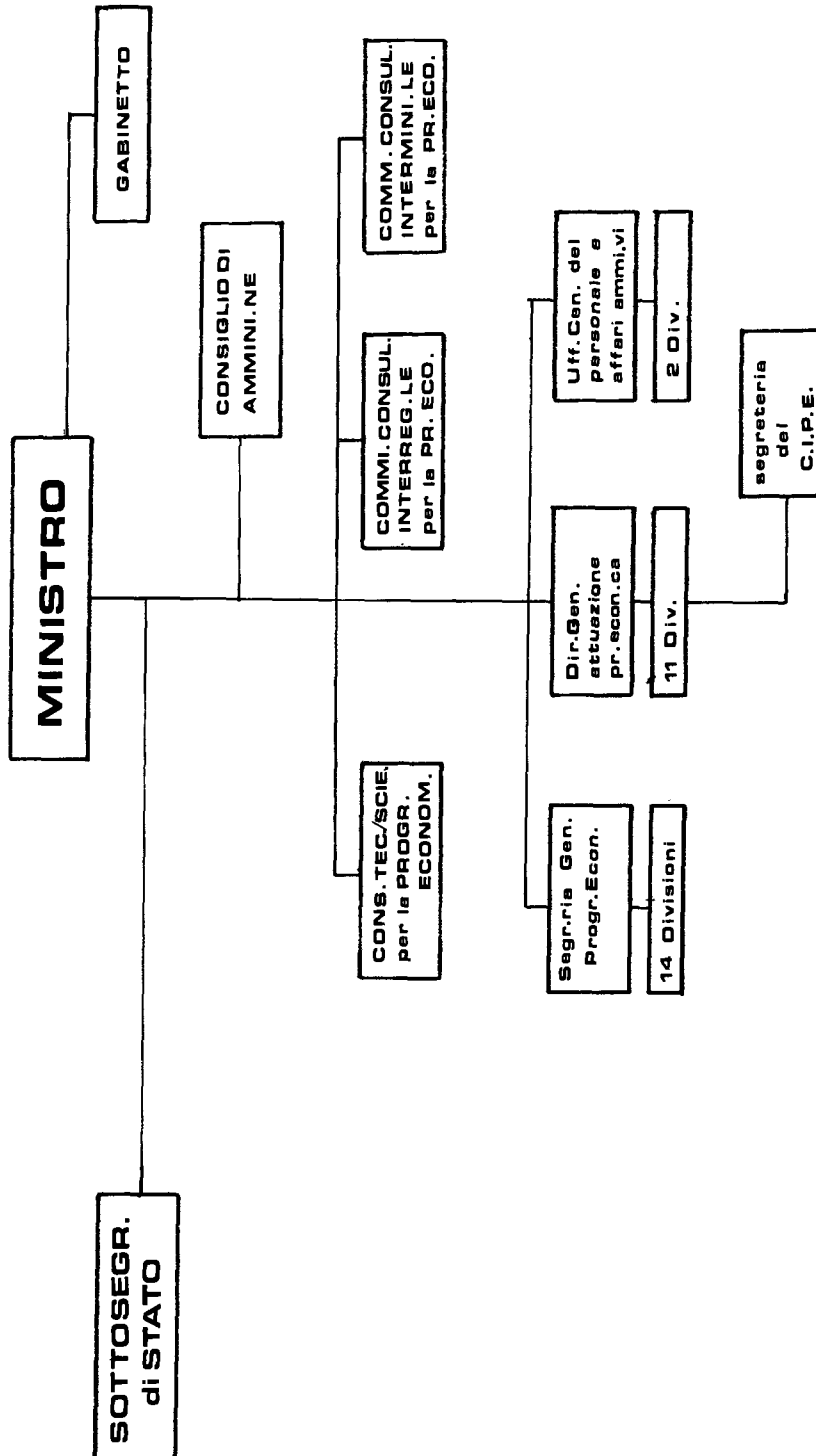 MINISTRO
GABINETTO
SOTTOSEGR.
di STATO
CONSIGLIO DI
AMMINI.NE
CONS.TEC./SCIE.
per la PROGR.
ECONOM.
COMMI.CONSUL.
INTERREG.LE
per la PR. ECO.
COMM. CONSUL.
INTERMINI.LE
per la PR.ECO.
Segr.ria Gen.
Progr.Econ.
14 Divisioni
Dir.Gen.
attuazione
pr.econ.ca
11 Div.
Uff.Cen. del
personale e
affari ammi.vi
2 Div.
segreteria
del
C.I.P.E.